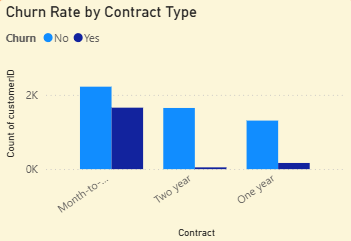 Churn Rate by Contract Type
Churn No Yes
Count of customerID
2K
0K
Month-to-...
Two year
One year
Contract